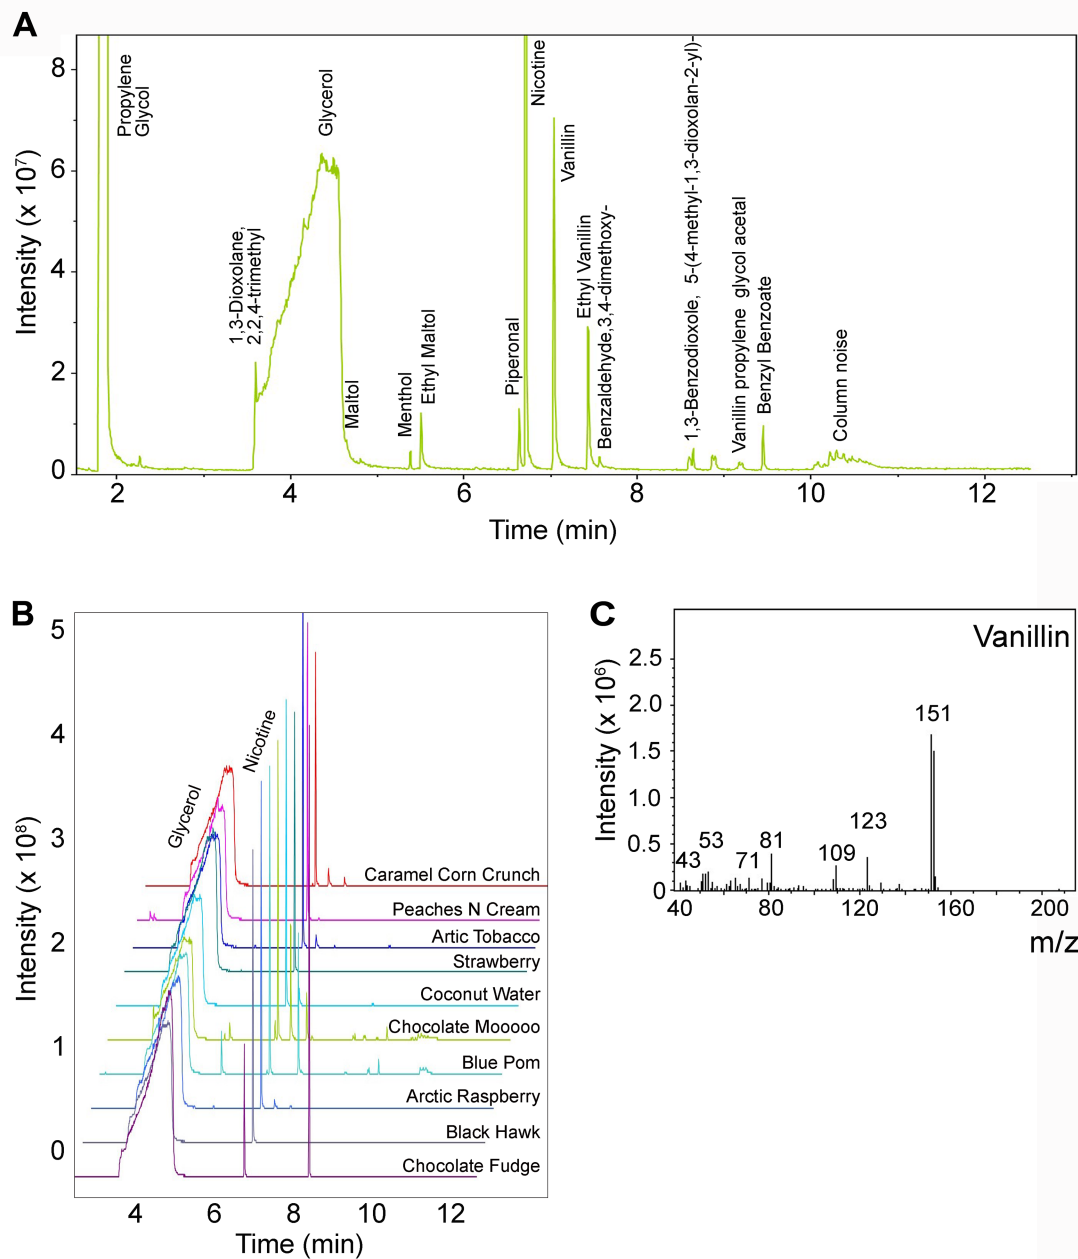 A
Intensity (x 10⁷)
8
6
4
2
0
Propylene
Glycol
1,3-Dioxolane,
2,2,4-trimethyl
Glycerol
Maltol
Menthol
Ethyl Maltol
Piperonal
Nicotine
Vanillin
Ethyl Vanillin
Benzaldehyde,3,4-dimethoxy-
1,3-Benzodioxole, 5-(4-methyl-1,3-dioxolan-2-yl)
Vanillin propylene glycol acetal
Benzyl Benzoate
Column noise
2 4 6 8 10 12
Time (min)
B
Intensity (x 10⁸)
5
4
3
2
1
0
Glycerol
Nicotine
Caramel Corn Crunch
Peaches N Cream
Artic Tobacco
Strawberry
Coconut Water
Chocolate Mooooo
Blue Pom
Arctic Raspberry
Black Hawk
Chocolate Fudge
4 6 8 10 12
Time (min)
C
Vanillin
Intensity (x 10⁶)
2.5
2.0
1.5
1.0
0.5
0
43
53
71
81
109
123
151
40 80 120 160 200
m/z